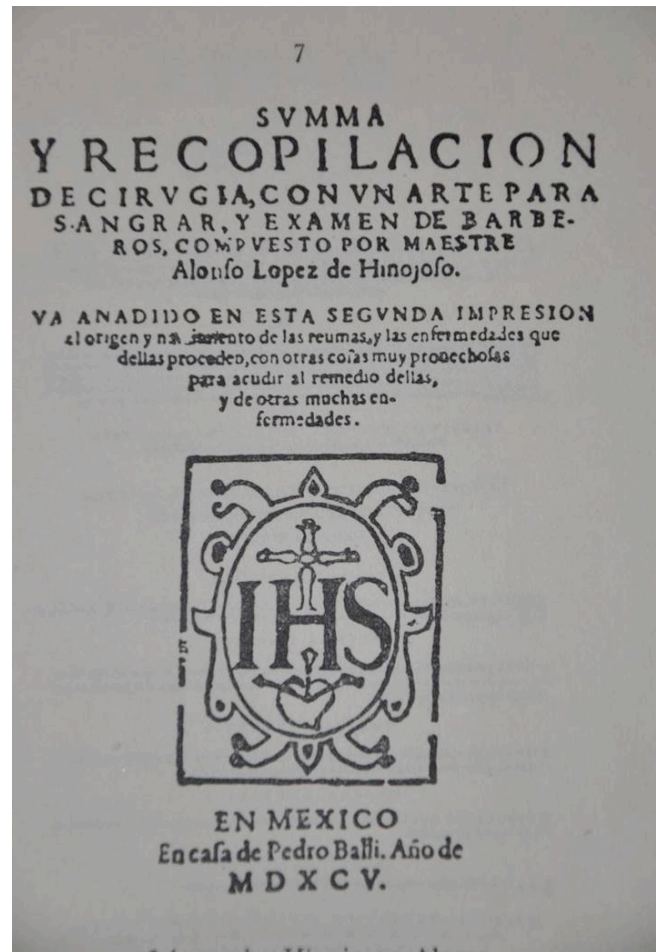 7
SVMMA
Y RECOPILACION
DE CIRVGIA, CON VN ARTE PARA
SANGRAR, Y EXAMEN DE BARBE-
ROS, COMPVESTO POR MAESTRE
Alonso Lopez de Hinojoso.
VA AÑADIDO EN ESTA SEGVNDA IMPRESION
el origen y nascimiento de las reumas, y las enfermedades que
dellas proceden, con otras cosas muy prouechosas
para acudir al remedio dellas,
y de otras muchas en-
fermedades.
IHS
EN MEXICO
En casa de Pedro Balli. Año de
MDXCV.